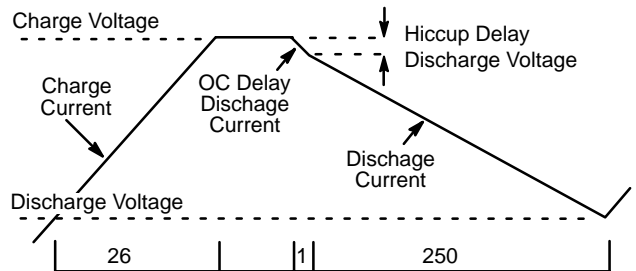 Charge Voltage
Hiccup Delay
Discharge Voltage
Charge
Current
OC Delay
Dischage
Current
Dischage
Current
Discharge Voltage
26
1
250